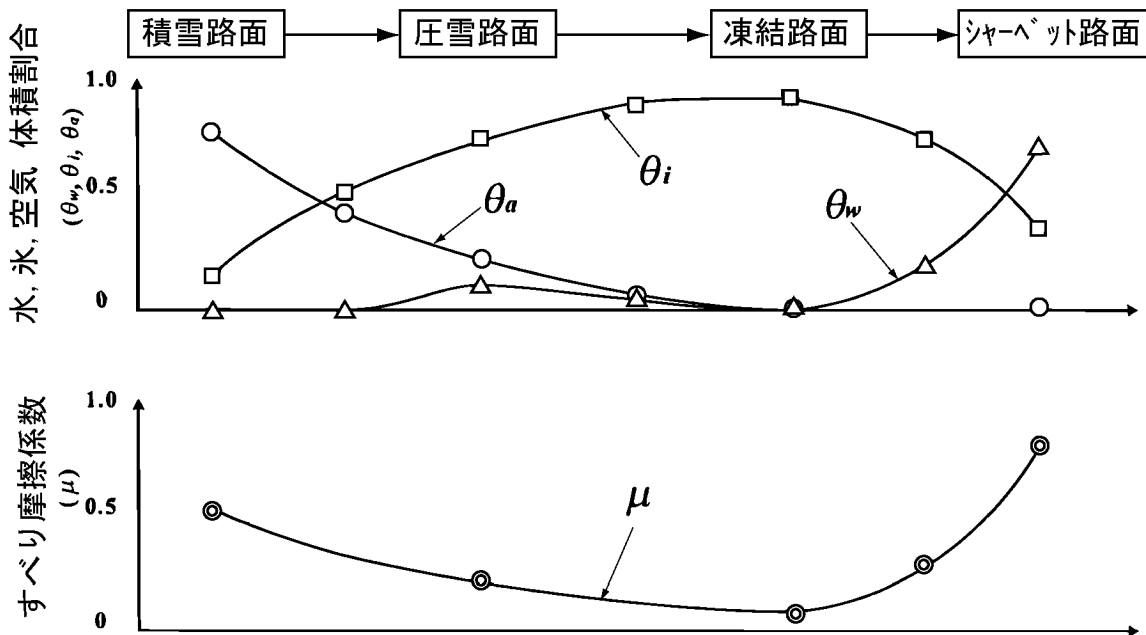 積雪路面
圧雪路面
凍結路面
シャーベット路面
水, 氷, 空気 体積割合
(θw, θi, θa)
1.0
0.5
0
θi
θa
θw
すべり摩擦係数
(μ)
1.0
0.5
0
μ